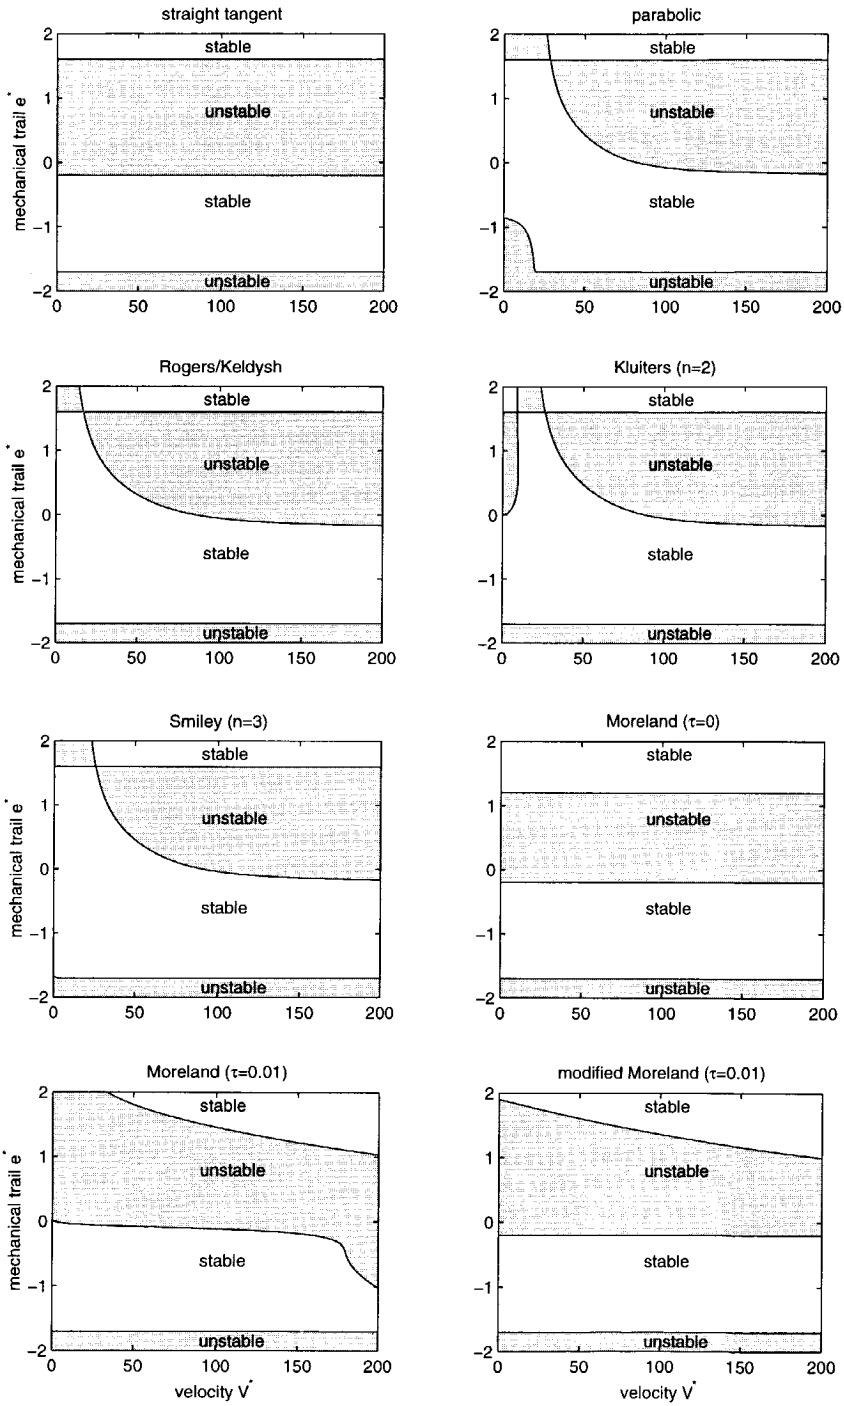 straight tangent
mechanical trail e*
2
1
0
−1
−2
stable
unstable
stable
unstable
0 50 100 150 200
parabolic
2
1
0
−1
−2
stable
unstable
stable
unstable
0 50 100 150 200
Rogers/Keldysh
mechanical trail e*
2
1
0
−1
−2
stable
unstable
stable
unstable
0 50 100 150 200
Kluiters (n=2)
2
1
0
−1
−2
stable
unstable
stable
unstable
0 50 100 150 200
Smiley (n=3)
mechanical trail e*
2
1
0
−1
−2
stable
unstable
stable
unstable
0 50 100 150 200
Moreland (τ=0)
2
1
0
−1
−2
stable
unstable
stable
unstable
0 50 100 150 200
Moreland (τ=0.01)
mechanical trail e*
2
1
0
−1
−2
stable
unstable
stable
unstable
0 50 100 150 200
velocity V*
modified Moreland (τ=0.01)
2
1
0
−1
−2
stable
unstable
stable
unstable
0 50 100 150 200
velocity V*